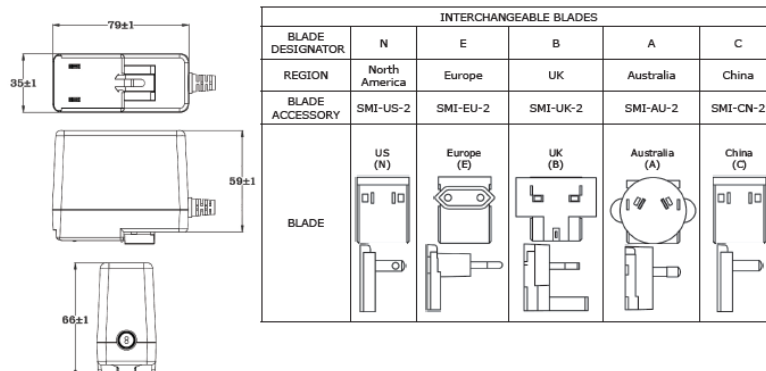 79±1
35±1
59±1
66±1
8
INTERCHANGEABLE BLADES
BLADE DESIGNATOR N E B A C
REGION North America Europe UK Australia China
BLADE ACCESSORY SMI-US-2 SMI-EU-2 SMI-UK-2 SMI-AU-2 SMI-CN-2
BLADE
US (N)
Europe (E)
UK (B)
Australia (A)
China (C)